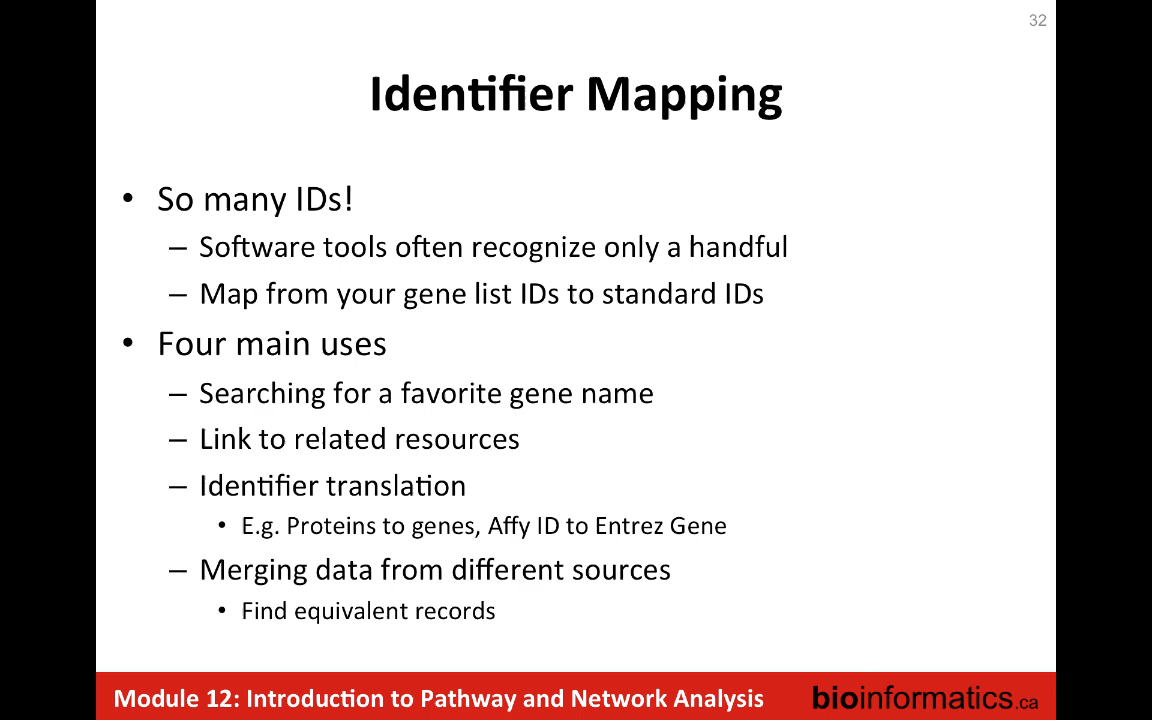 32
Identifier Mapping
• So many IDs!
– Software tools often recognize only a handful
– Map from your gene list IDs to standard IDs
• Four main uses
– Searching for a favorite gene name
– Link to related resources
– Identifier translation
• E.g. Proteins to genes, Affy ID to Entrez Gene
– Merging data from different sources
• Find equivalent records
Module 12: Introduction to Pathway and Network Analysis
bioinformatics.ca